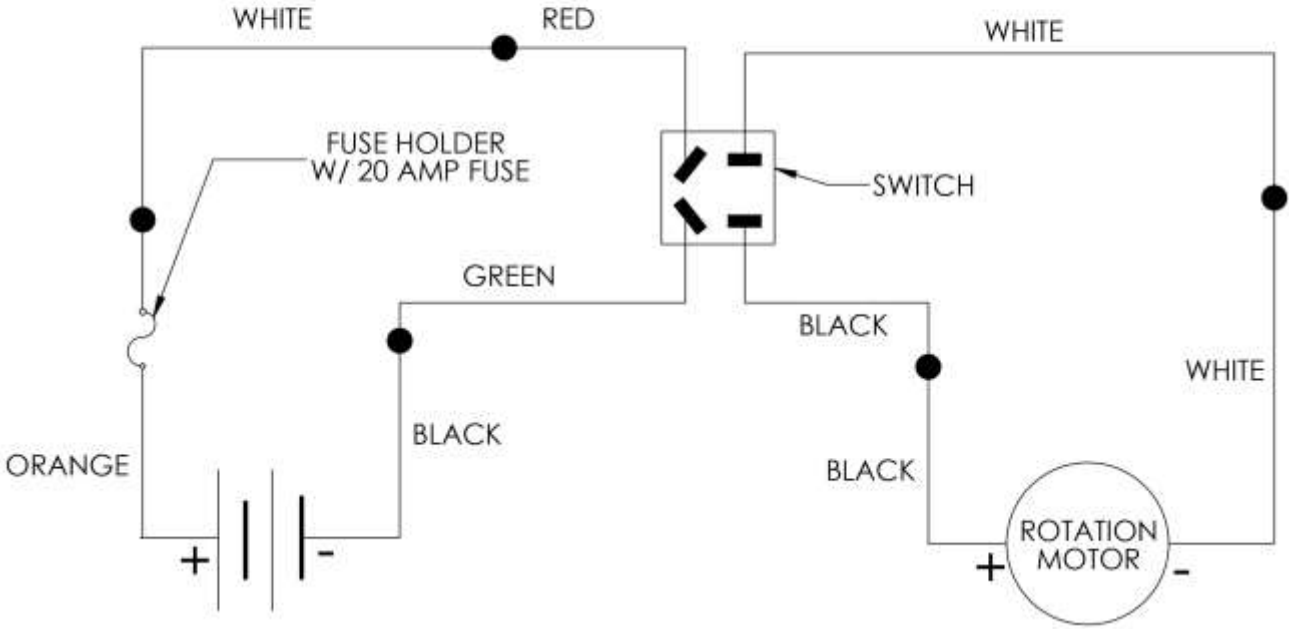 WHITE
RED
WHITE
FUSE HOLDER
W/ 20 AMP FUSE
SWITCH
GREEN
BLACK
WHITE
BLACK
ORANGE
BLACK
ROTATION
MOTOR
+
-
+
-